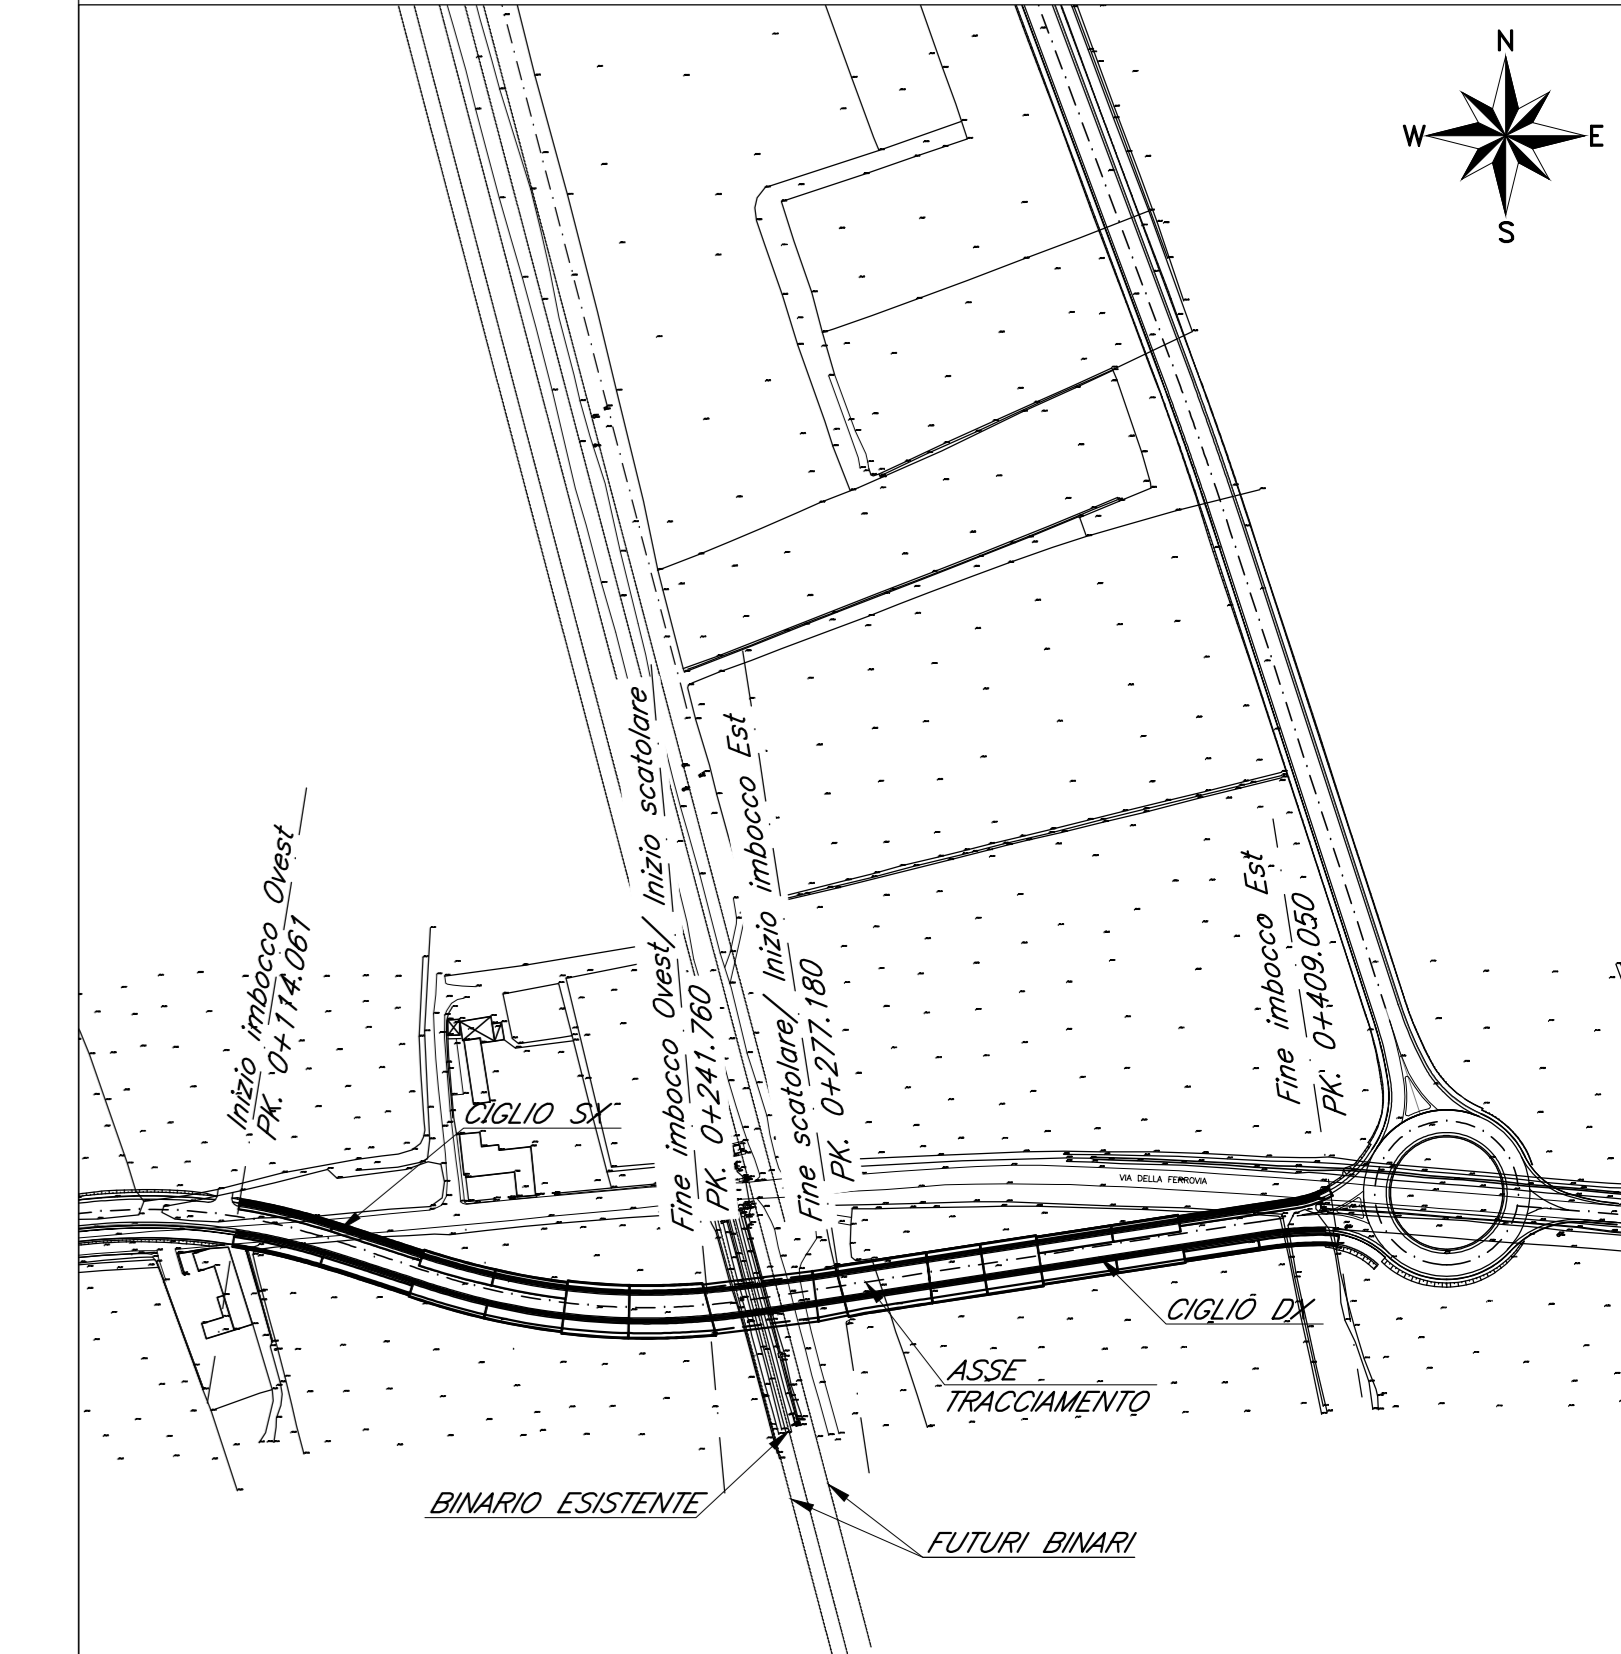 N
W E
S
Inizio imbocco Ovest
PK. 0+114.061
Fine imbocco Ovest/ Inizio scatolare
PK. 0+241.760
Fine scatolare/ Inizio imbocco Est
PK. 0+277.180
Fine imbocco Est
PK. 0+409.050
CIGLIO SX
VIA DELLA FERROVIA
CIGLIO DX
ASSE
TRACCIAMENTO
BINARIO ESISTENTE
FUTURI BINARI